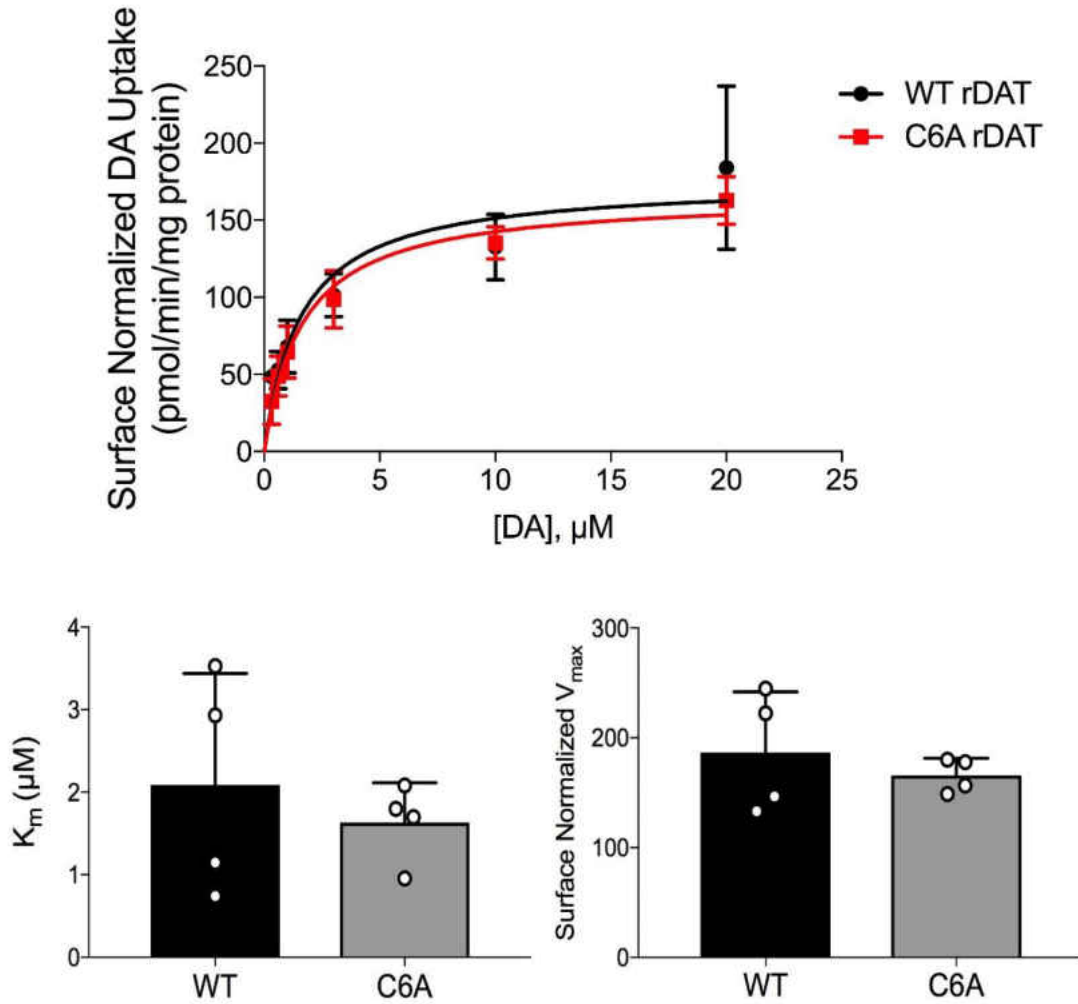 Surface Normalized DA Uptake
(pmol/min/mg protein)
250
200
150
100
50
0
0 5 10 15 20 25
[DA], μM
WT rDAT
C6A rDAT
Km (μM)
4
3
2
1
0
WT C6A
Surface Normalized Vmax
300
200
100
0
WT C6A